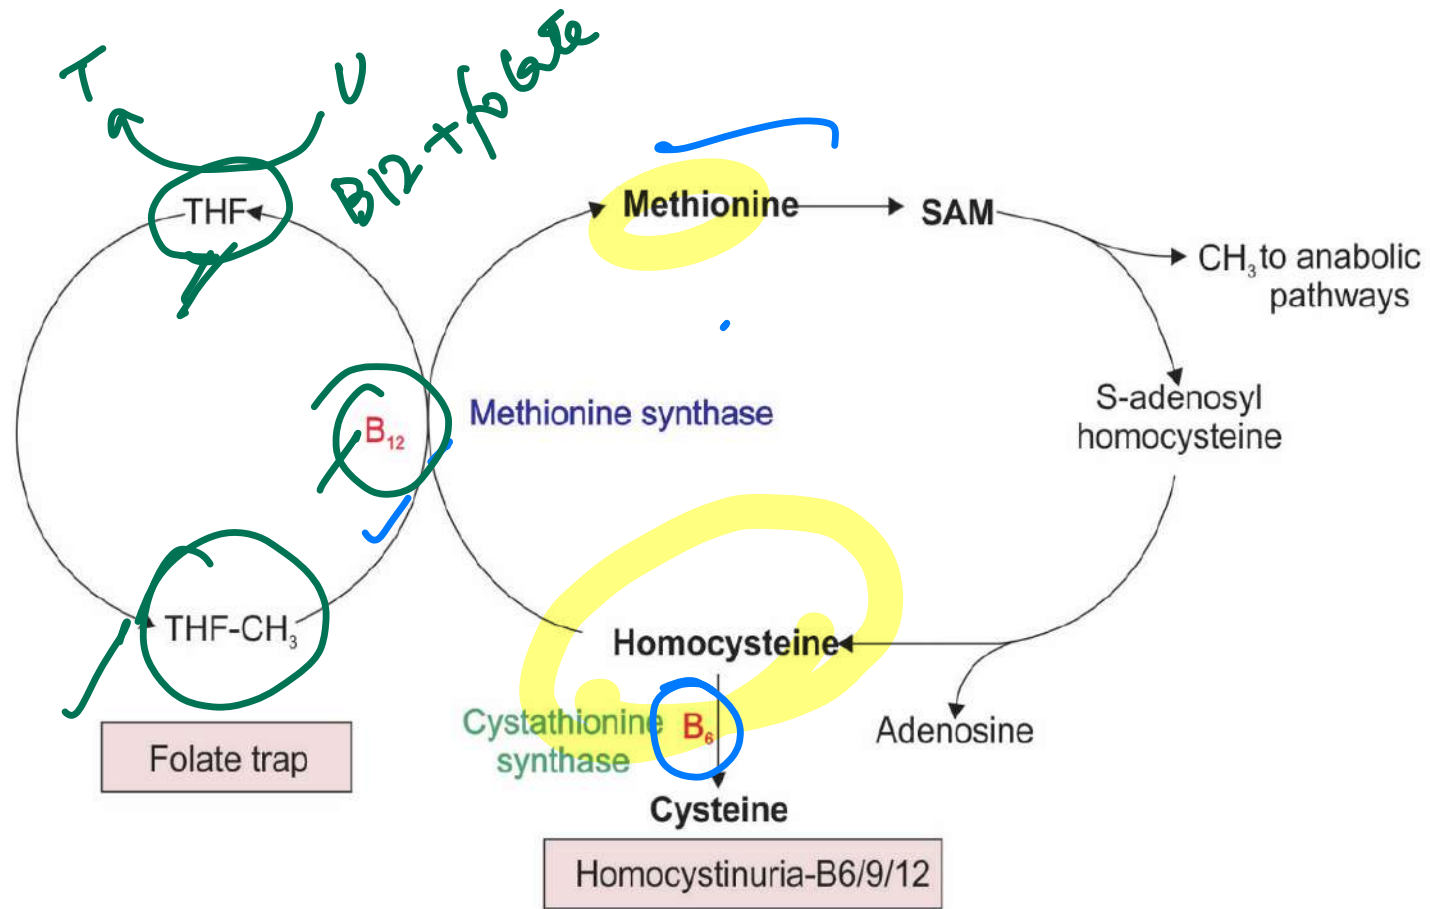 T
U
B12 + folate
THF
Methionine
SAM
CH₃ to anabolic
pathways
B₁₂
Methionine synthase
S-adenosyl
homocysteine
THF-CH₃
Homocysteine
Cystathionine
synthase
B₆
Adenosine
Folate trap
Cysteine
Homocystinuria-B6/9/12